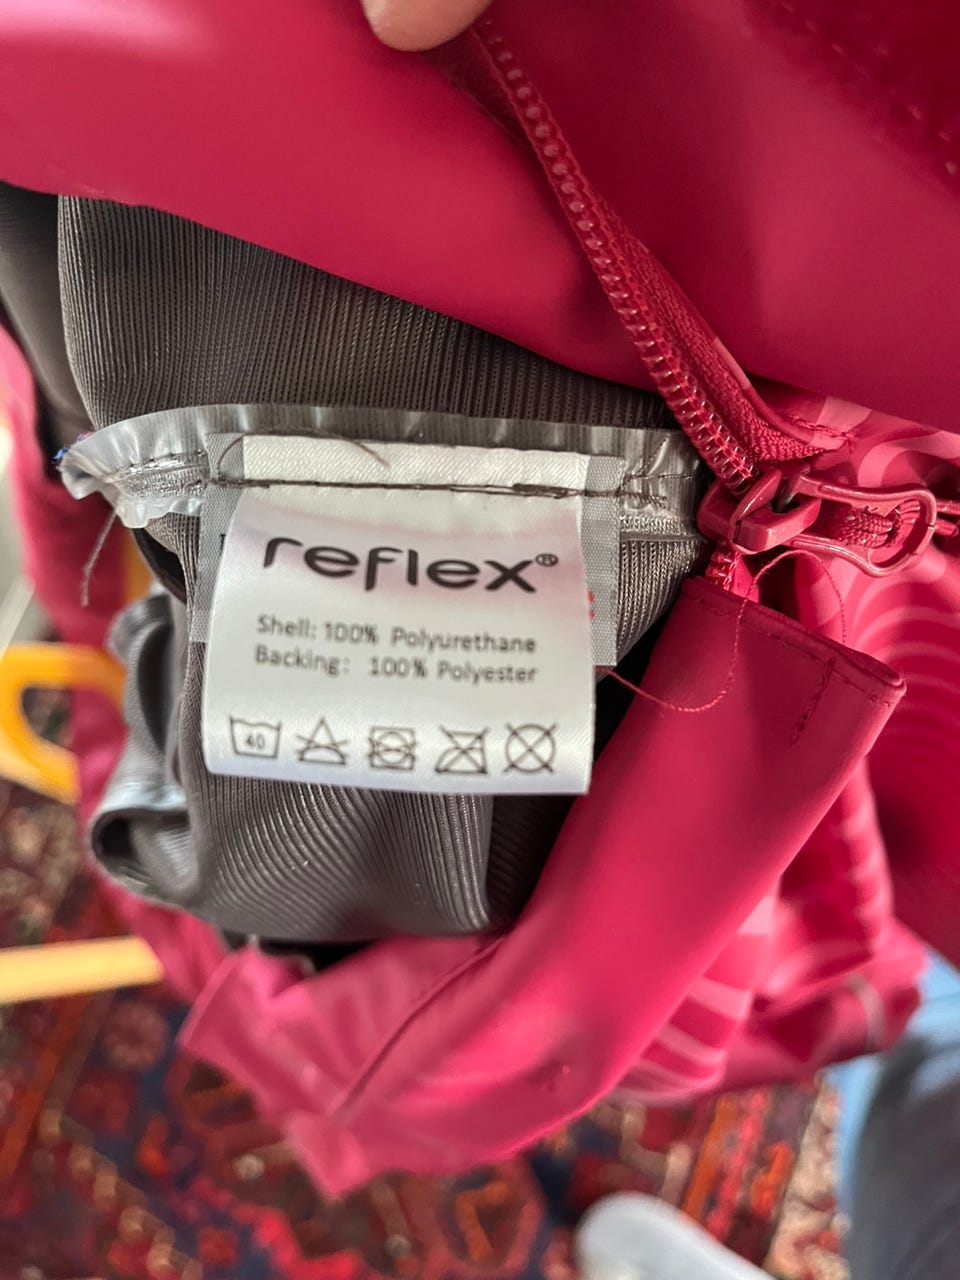 reflex®
Shell: 100% Polyurethane
Backing: 100% Polyester
40